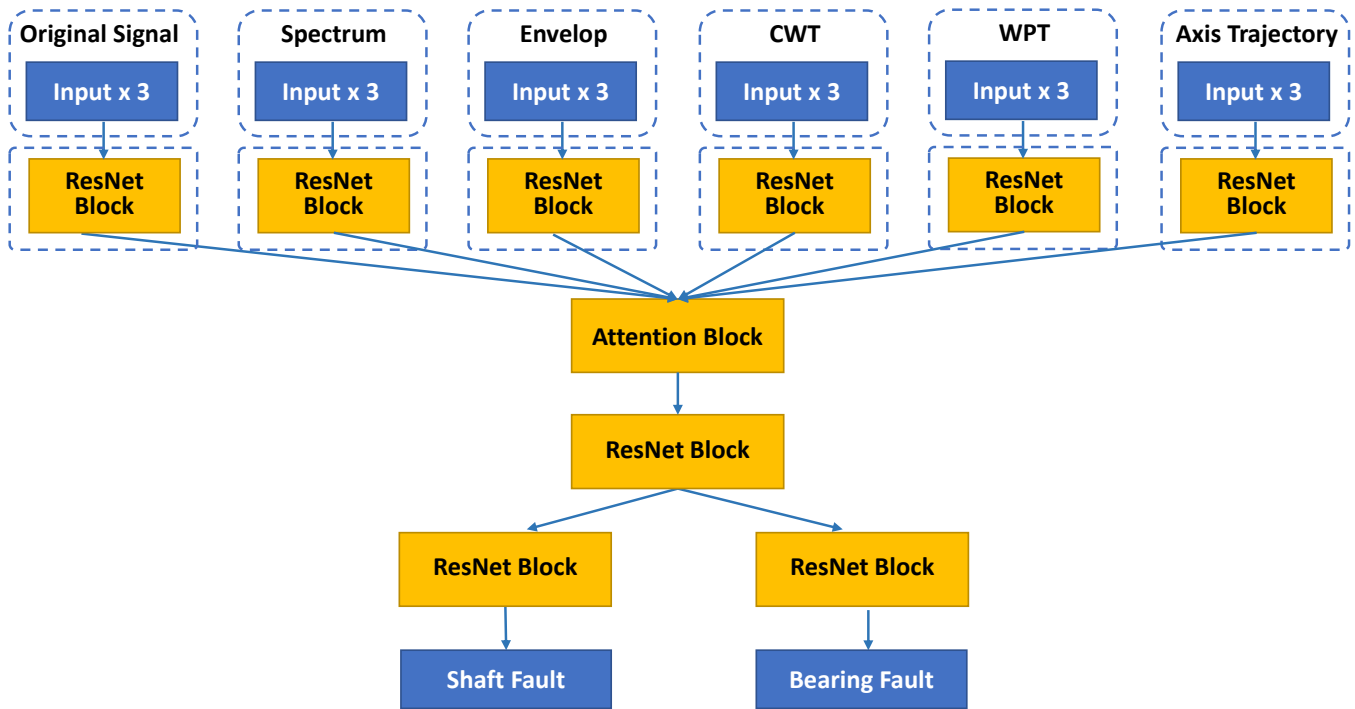 Original Signal
Spectrum
Envelop
CWT
WPT
Axis Trajectory
Input x 3
Input x 3
Input x 3
Input x 3
Input x 3
Input x 3
ResNet
Block
ResNet
Block
ResNet
Block
ResNet
Block
ResNet
Block
ResNet
Block
Attention Block
ResNet Block
ResNet Block
ResNet Block
Shaft Fault
Bearing Fault